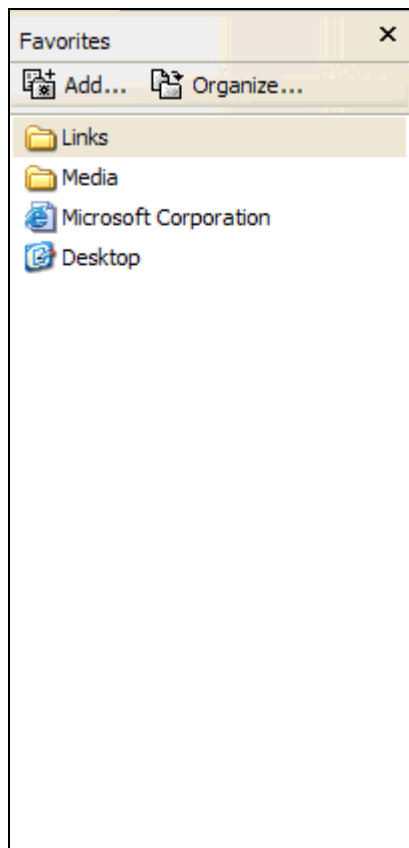 Favorites
Add... Organize...
Links
Media
Microsoft Corporation
Desktop